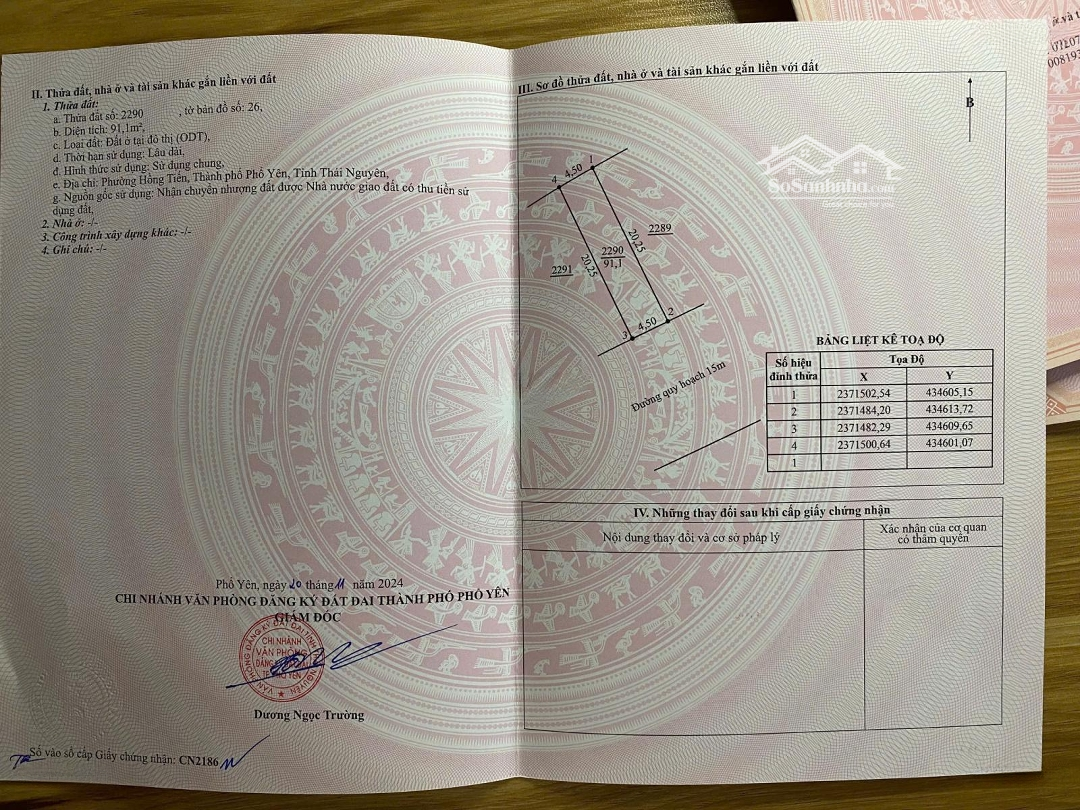 II. Thửa đất, nhà ở và tài sản khác gắn liền với đất
1. Thửa đất:
a. Thửa đất số: 2290 , tờ bản đồ số: 26,
b. Diện tích: 91,1m²,
c. Loại đất: Đất ở tại đô thị (ODT),
d. Thời hạn sử dụng: Lâu dài,
đ. Hình thức sử dụng: Sử dụng chung,
e. Địa chỉ: Phường Hồng Tiến, Thành phố Phổ Yên, Tỉnh Thái Nguyên,
g. Nguồn gốc sử dụng: Nhận chuyển nhượng đất được Nhà nước giao đất có thu tiền sử
dụng đất,
2. Nhà ở: -/-
3. Công trình xây dựng khác: -/-
4. Ghi chú: -/-
Phổ Yên, ngày 20 tháng 11 năm 2024
CHI NHÁNH VĂN PHÒNG ĐĂNG KÝ ĐẤT ĐAI THÀNH PHỐ PHỔ YÊN
GIÁM ĐỐC
CHI NHÁNH
VĂN PHÒNG
Dương Ngọc Trường
Số vào sổ cấp Giấy chứng nhận: CN2186
III. Sơ đồ thửa đất, nhà ở và tài sản khác gắn liền với đất
B
SoSanhnha.com
4 4,50 1
2289
20,25
2290
91,1
20,25
2291
3 4,50 2
Đường quy hoạch 15m
BẢNG LIỆT KÊ TOẠ ĐỘ
Số hiệu đỉnh thửa Tọa Độ
X Y
1 2371502,54 434605,15
2 2371484,20 434613,72
3 2371482,29 434609,65
4 2371500,64 434601,07
1
IV. Những thay đổi sau khi cấp giấy chứng nhận
Nội dung thay đổi và cơ sở pháp lý
Xác nhận của cơ quan
có thẩm quyền